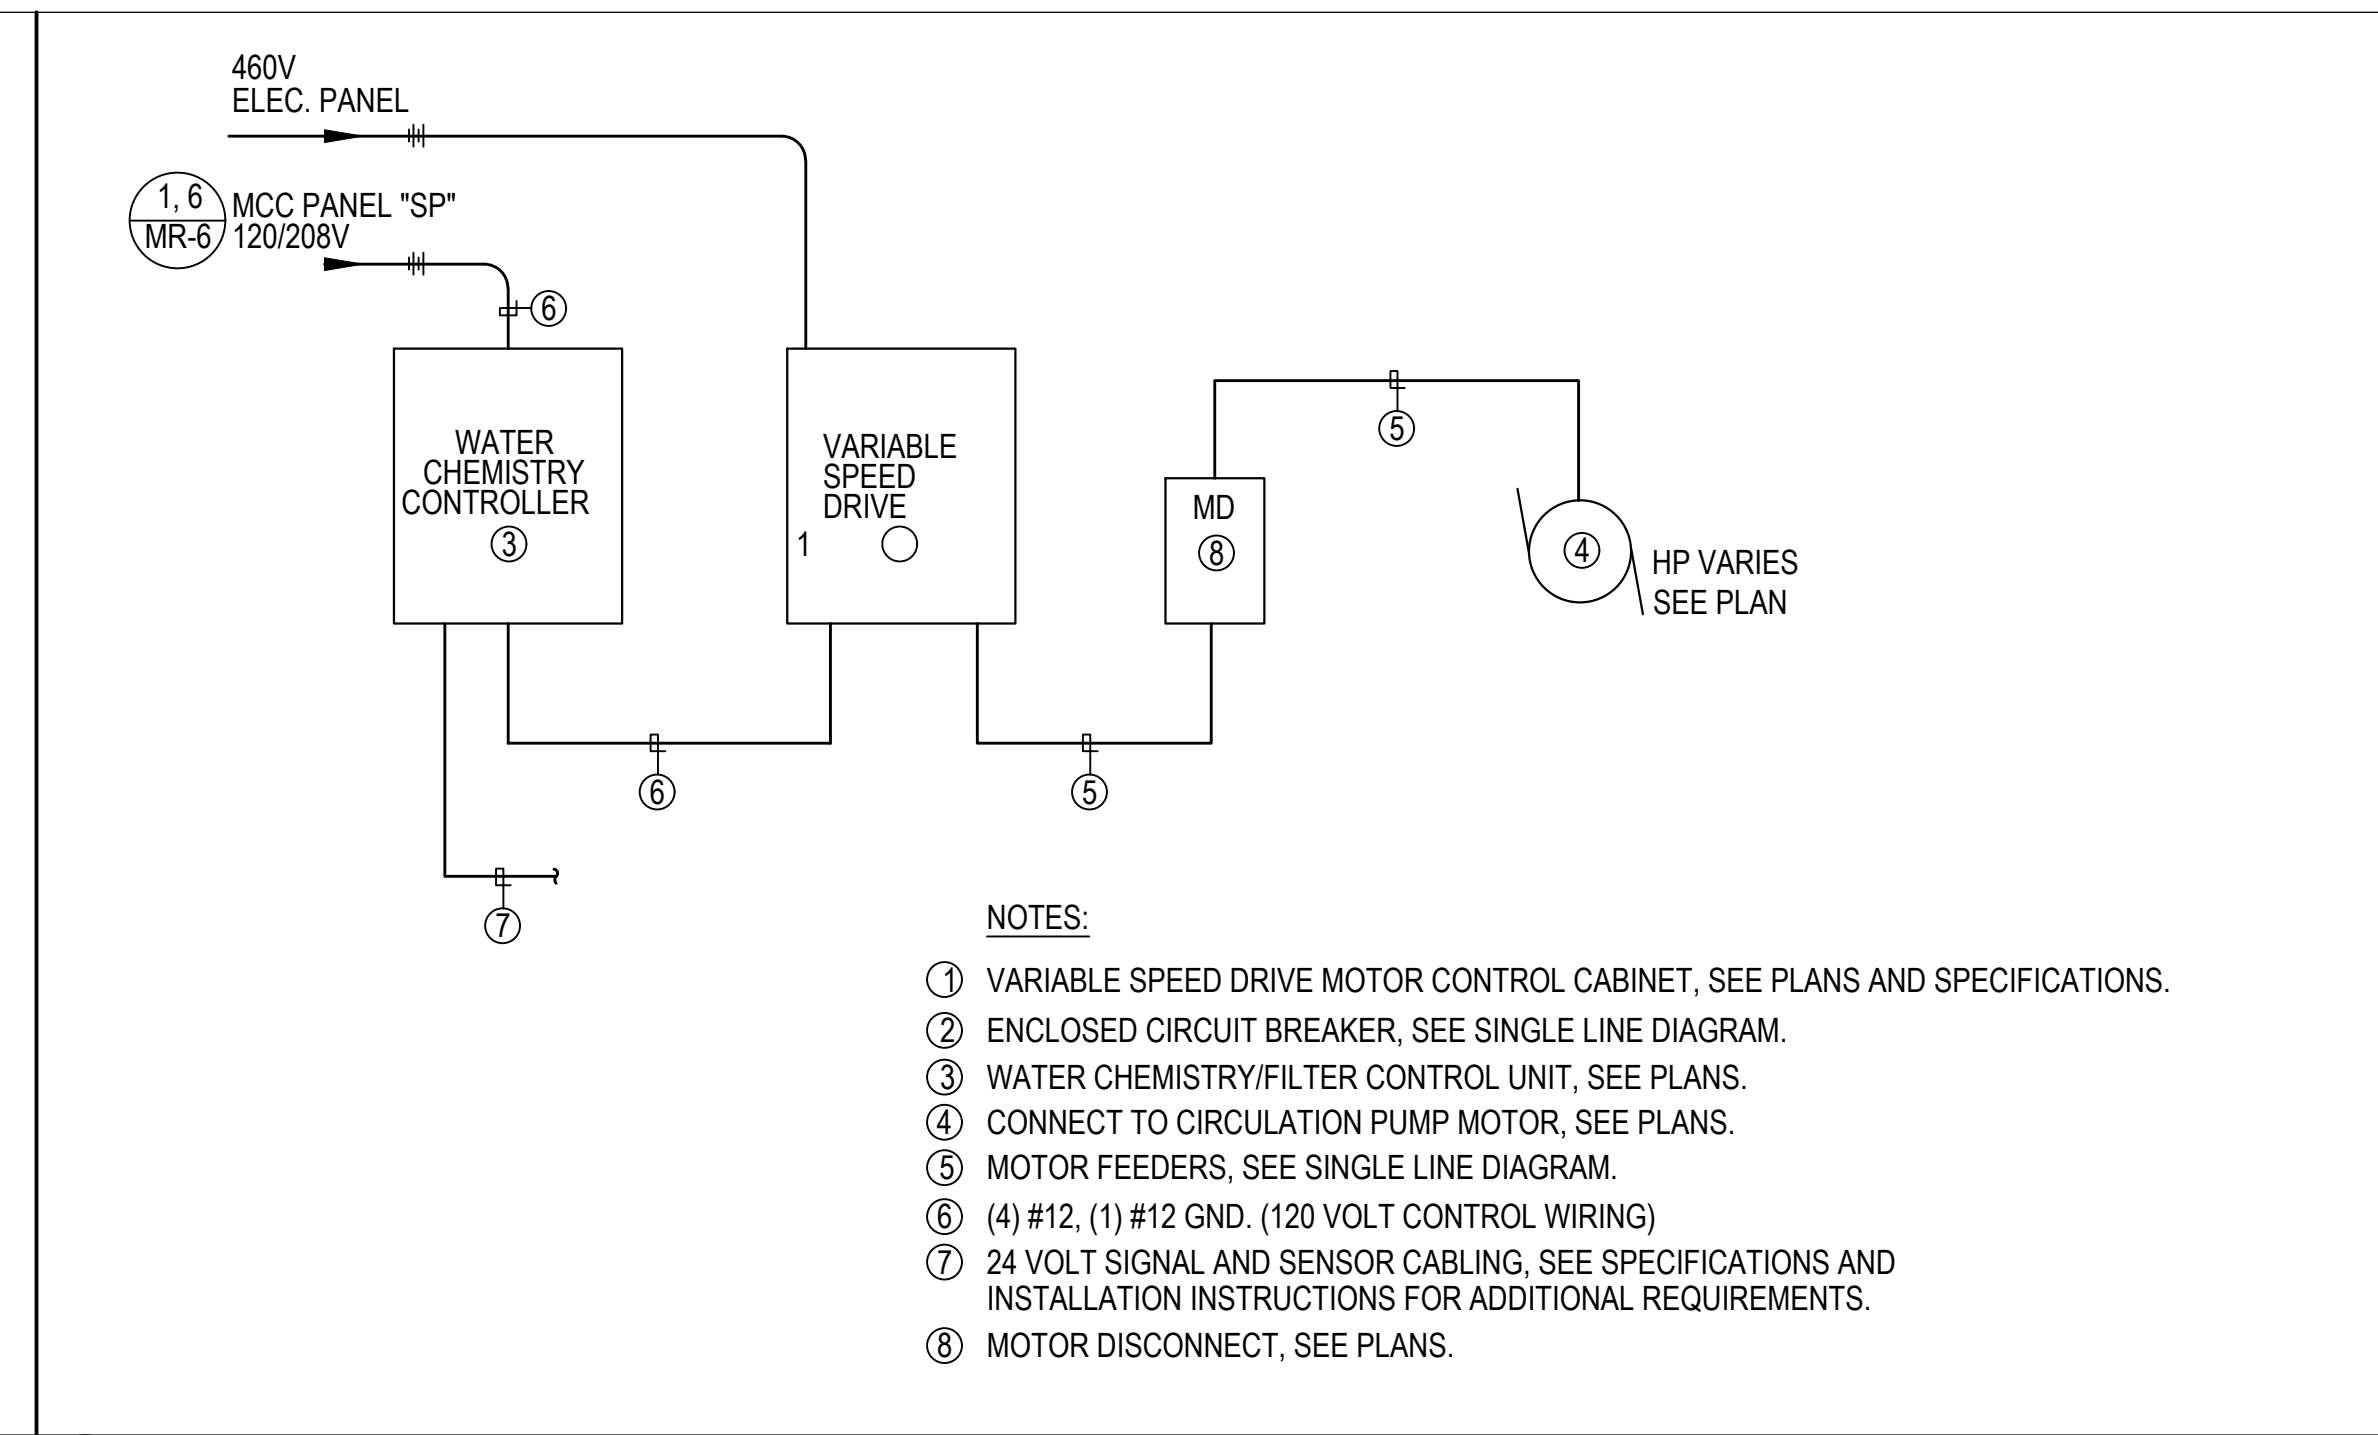 460V
ELEC. PANEL
1, 6
MR-6
MCC PANEL "SP"
120/208V
6
WATER
CHEMISTRY
CONTROLLER
3
VARIABLE
SPEED
DRIVE
1
MD
8
5
4
HP VARIES
SEE PLAN
6
5
7
NOTES:
1 VARIABLE SPEED DRIVE MOTOR CONTROL CABINET, SEE PLANS AND SPECIFICATIONS.
2 ENCLOSED CIRCUIT BREAKER, SEE SINGLE LINE DIAGRAM.
3 WATER CHEMISTRY/FILTER CONTROL UNIT, SEE PLANS.
4 CONNECT TO CIRCULATION PUMP MOTOR, SEE PLANS.
5 MOTOR FEEDERS, SEE SINGLE LINE DIAGRAM.
6 (4) #12, (1) #12 GND. (120 VOLT CONTROL WIRING)
7 24 VOLT SIGNAL AND SENSOR CABLING, SEE SPECIFICATIONS AND
INSTALLATION INSTRUCTIONS FOR ADDITIONAL REQUIREMENTS.
8 MOTOR DISCONNECT, SEE PLANS.